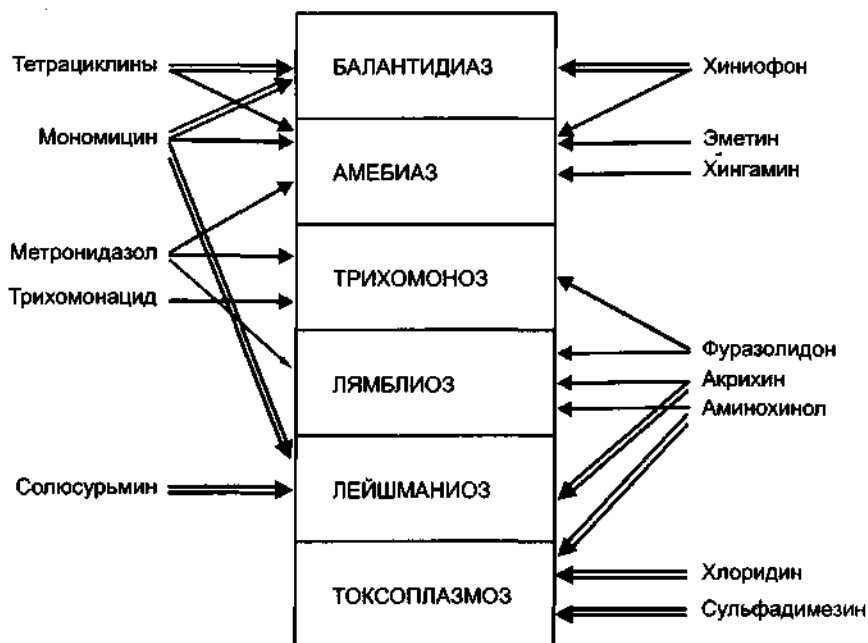 Тетрациклины
БАЛАНТИДИАЗ
Хиниофон
Мономицин
Эметин
АМЕБИАЗ
Хингамин
Метронидазол
ТРИХОМОНОЗ
Трихомонацид
Фуразолидон
ЛЯМБЛИОЗ
Акрихин
Аминохинол
Солюсурьмин
ЛЕЙШМАНИОЗ
Хлоридин
ТОКСОПЛАЗМОЗ
Сульфадимезин